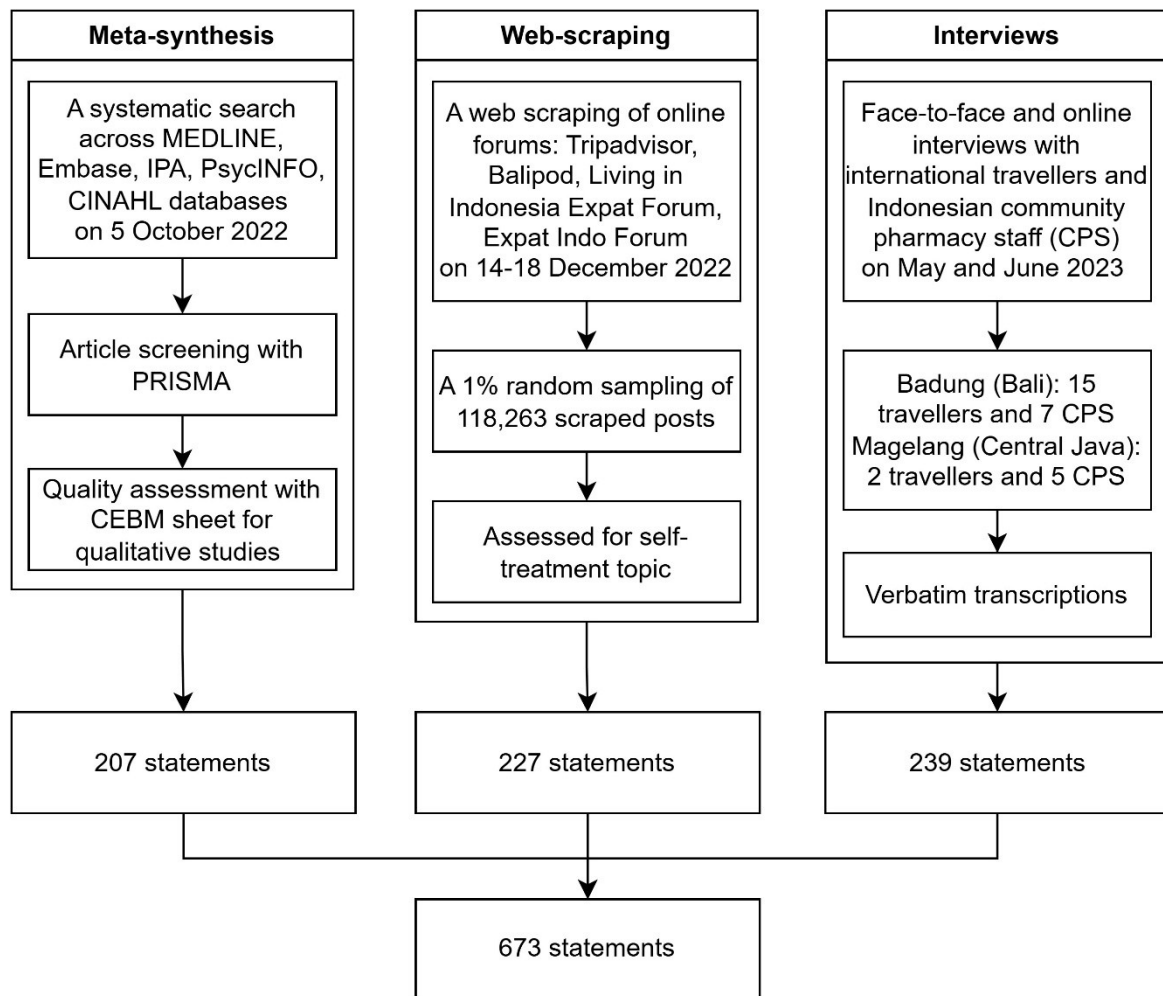 Meta-synthesis
A systematic search
across MEDLINE,
Embase, IPA, PsycINFO,
CINAHL databases
on 5 October 2022
Article screening with
PRISMA
Quality assessment with
CEBM sheet for
qualitative studies
207 statements
Web-scraping
A web scraping of online
forums: Tripadvisor,
Balipod, Living in
Indonesia Expat Forum,
Expat Indo Forum
on 14-18 December 2022
A 1% random sampling of
118,263 scraped posts
Assessed for self-
treatment topic
227 statements
Interviews
Face-to-face and online
interviews with
international travellers and
Indonesian community
pharmacy staff (CPS)
on May and June 2023
Badung (Bali): 15
travellers and 7 CPS
Magelang (Central Java):
2 travellers and 5 CPS
Verbatim transcriptions
239 statements
673 statements